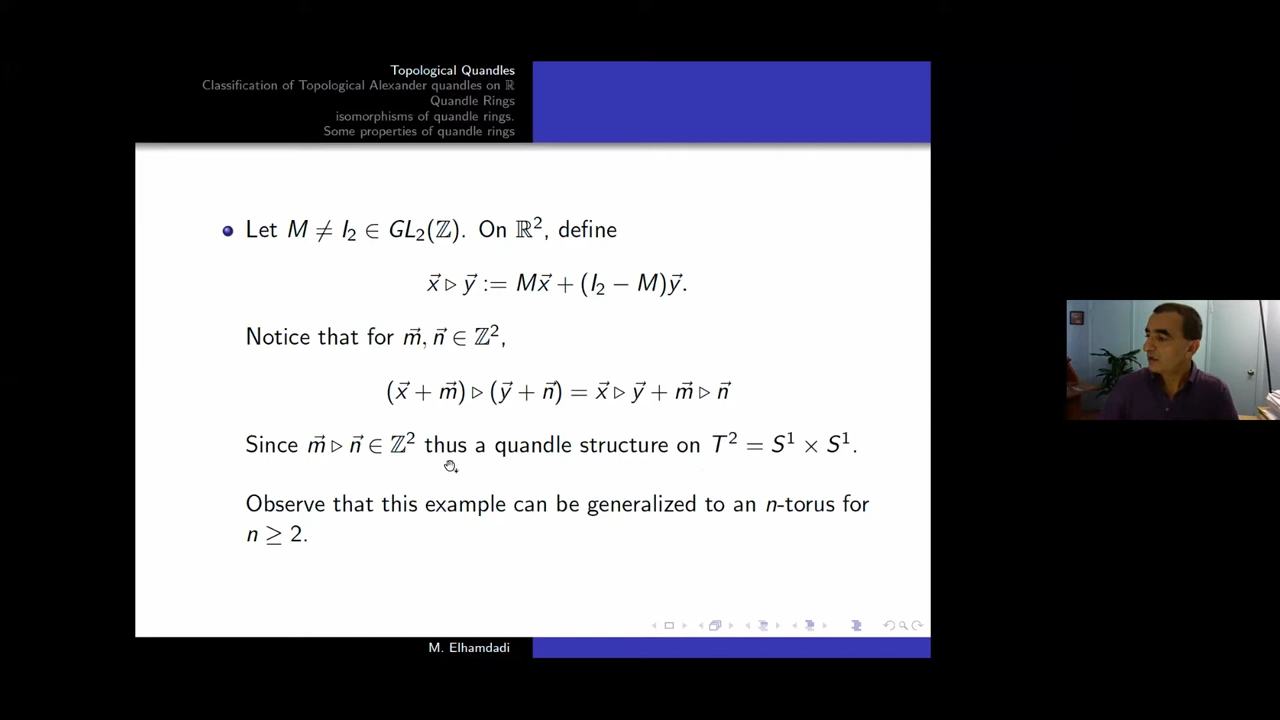 Topological Quandles
Classification of Topological Alexander quandles on ℝ
Quandle Rings
isomorphisms of quandle rings.
Some properties of quandle rings
Let M ≠ I₂ ∈ GL₂(ℤ). On ℝ², define
x⃗ ▹ y⃗ := Mx⃗ + (I₂ − M)y⃗.
Notice that for m⃗, n⃗ ∈ ℤ²,
(x⃗ + m⃗) ▹ (y⃗ + n⃗) = x⃗ ▹ y⃗ + m⃗ ▹ n⃗
Since m⃗ ▹ n⃗ ∈ ℤ² thus a quandle structure on T² = S¹ × S¹.
Observe that this example can be generalized to an n-torus for
n ≥ 2.
M. Elhamdadi